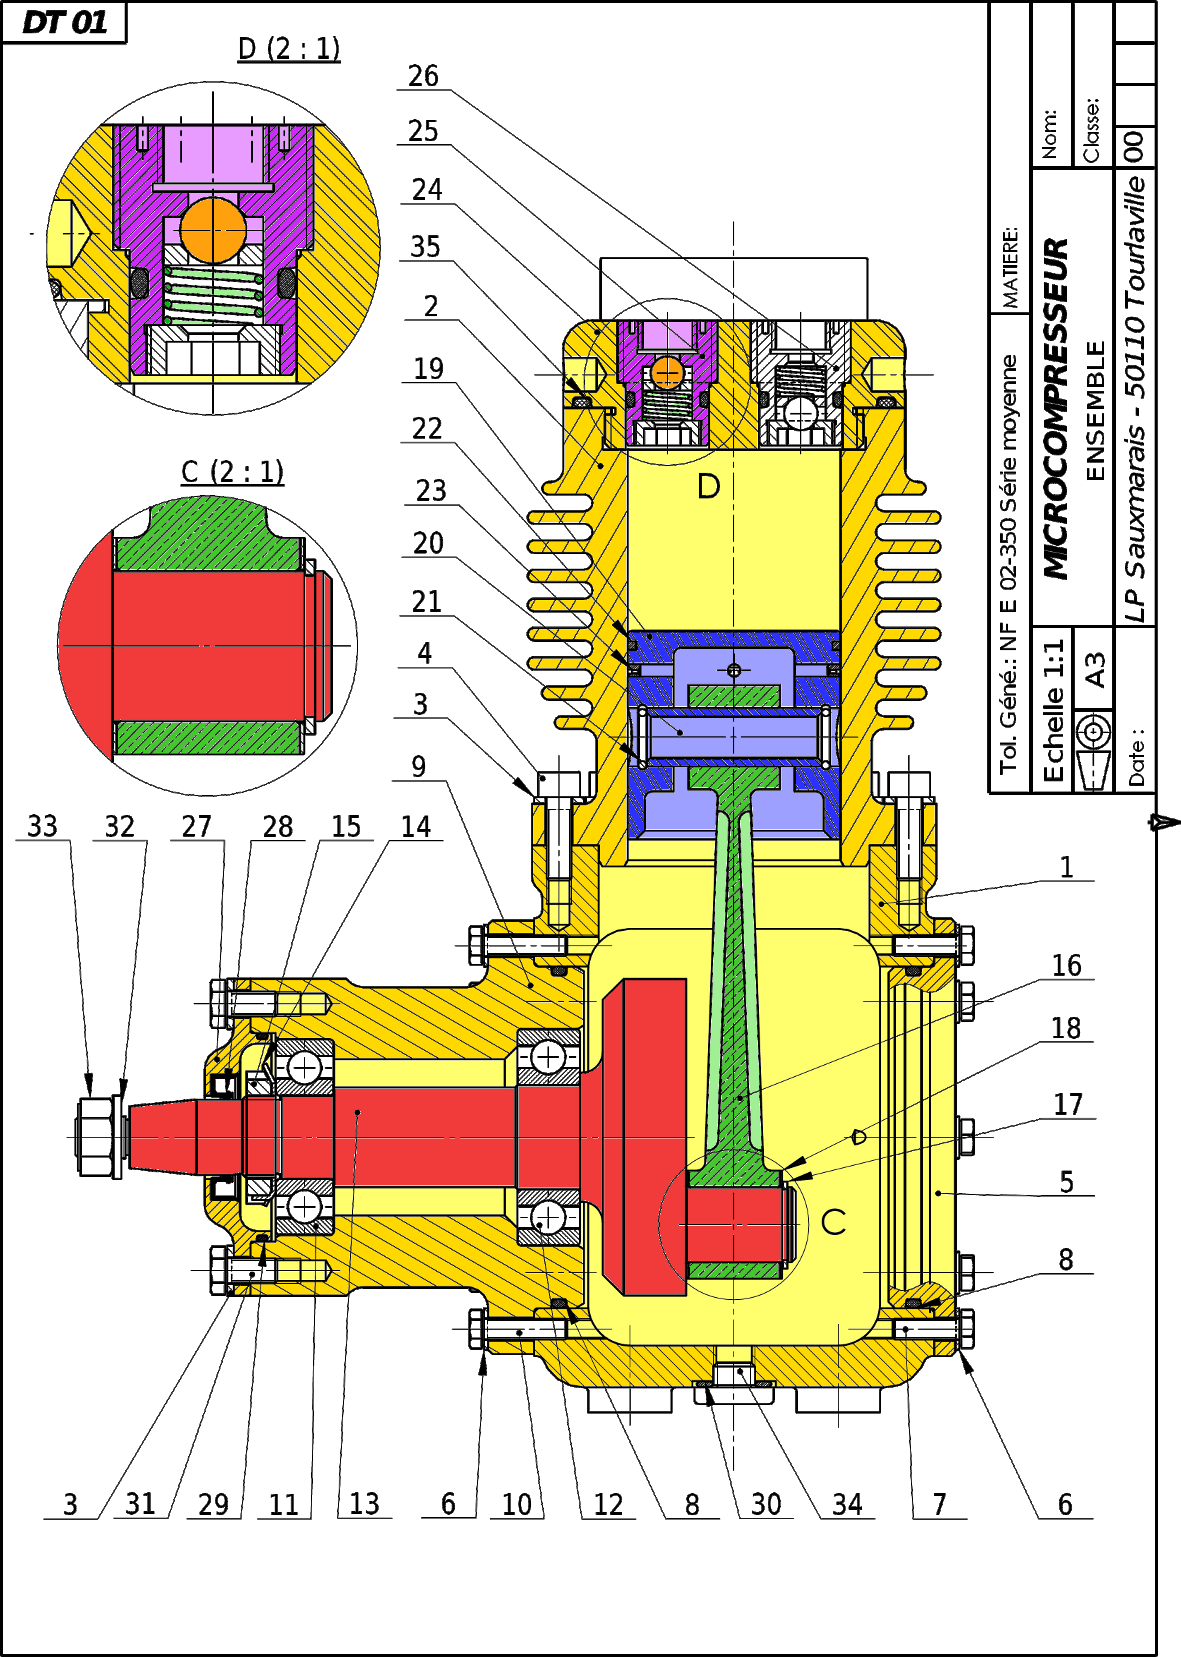 DT 01
D (2 : 1)
26
25
24
35
2
19
22
23
20
21
4
3
9
C (2 : 1)
33
32
27
28
15
14
1
16
18
17
5
8
D
C
3
31
29
11
13
6
10
12
8
30
34
7
6
MATIERE:
Tol. Géné.: NF E 02-350 Série moyenne
Nom:
Classe:
00
MICROCOMPRESSEUR
ENSEMBLE
LP Sauxmarais - 50110 Tourlaville
Echelle 1:1
A3
Date :